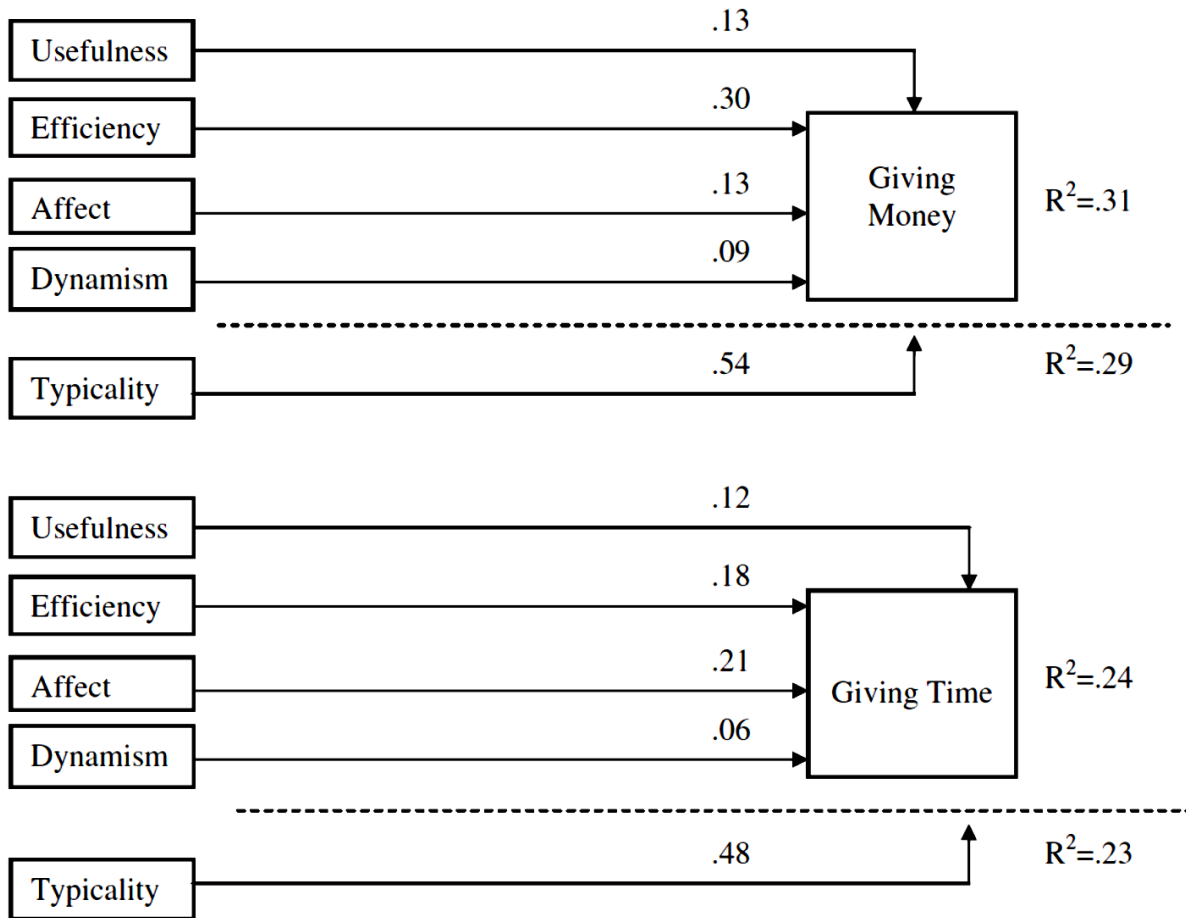 .13
Usefulness
.30
Efficiency
.13
Affect
Giving
Money
R²=.31
.09
Dynamism
.54
R²=.29
Typicality
.12
Usefulness
.18
Efficiency
.21
Affect
Giving Time
R²=.24
.06
Dynamism
.48
R²=.23
Typicality